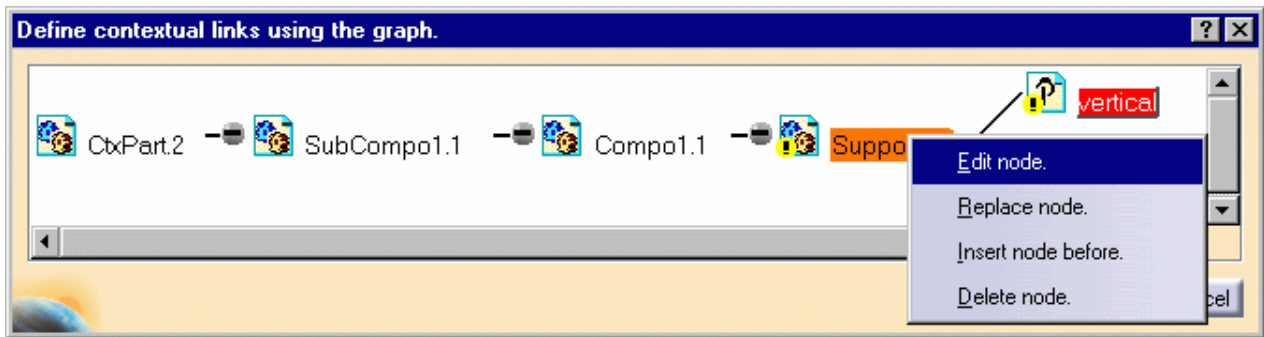 Define contextual links using the graph.
vertical
CtxPart.2 SubCompo1.1 Compo1.1
Edit node.
Replace node.
Insert node before.
Delete node.